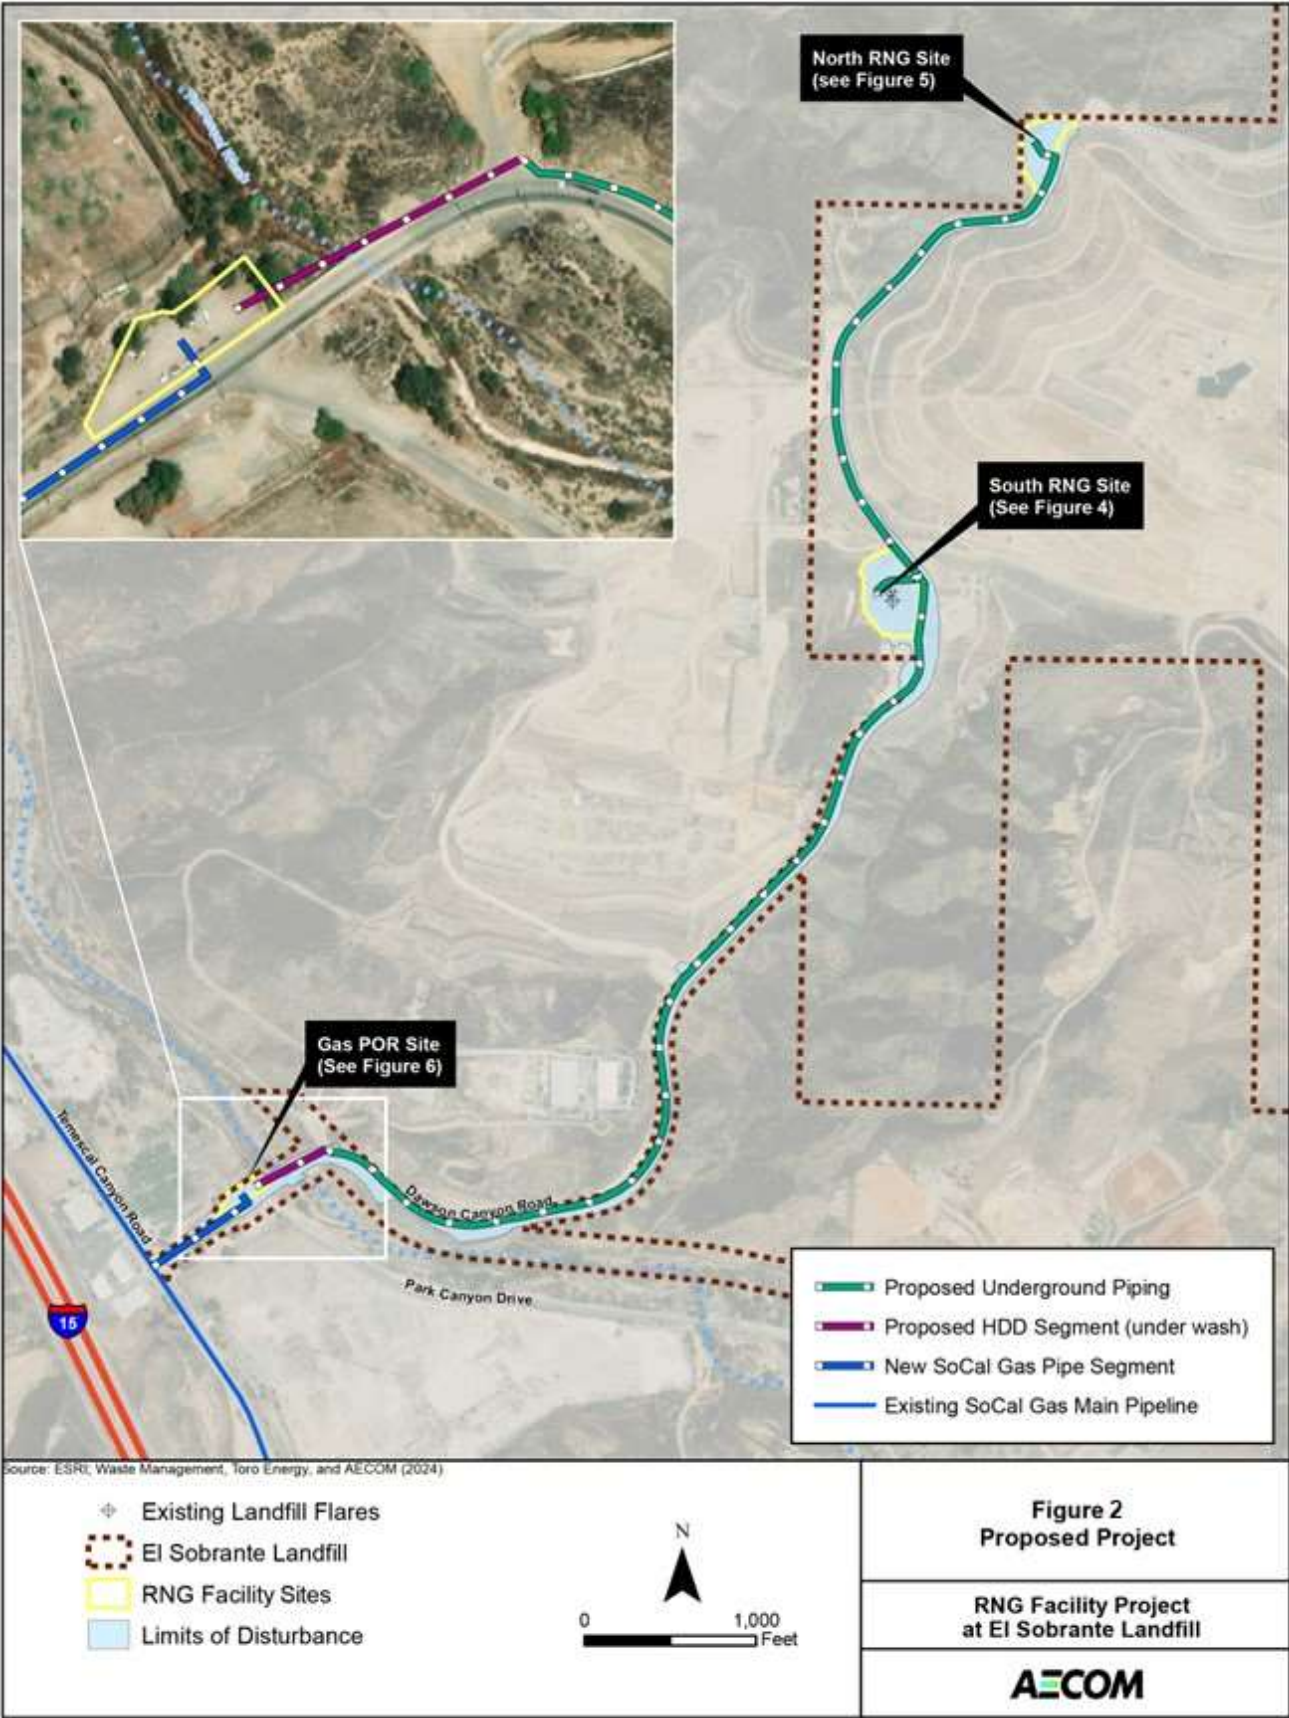 North RNG Site
(see Figure 5)
South RNG Site
(See Figure 4)
Gas POR Site
(See Figure 6)
Temescal Canyon Road
Dawson Canyon Road
Park Canyon Drive
15
Proposed Underground Piping
Proposed HDD Segment (under wash)
New SoCal Gas Pipe Segment
Existing SoCal Gas Main Pipeline
Source: ESRI, Waste Management, Toro Energy, and AECOM (2024)
Existing Landfill Flares
El Sobrante Landfill
RNG Facility Sites
Limits of Disturbance
N
0 1,000
Feet
Figure 2
Proposed Project
RNG Facility Project
at El Sobrante Landfill
AECOM